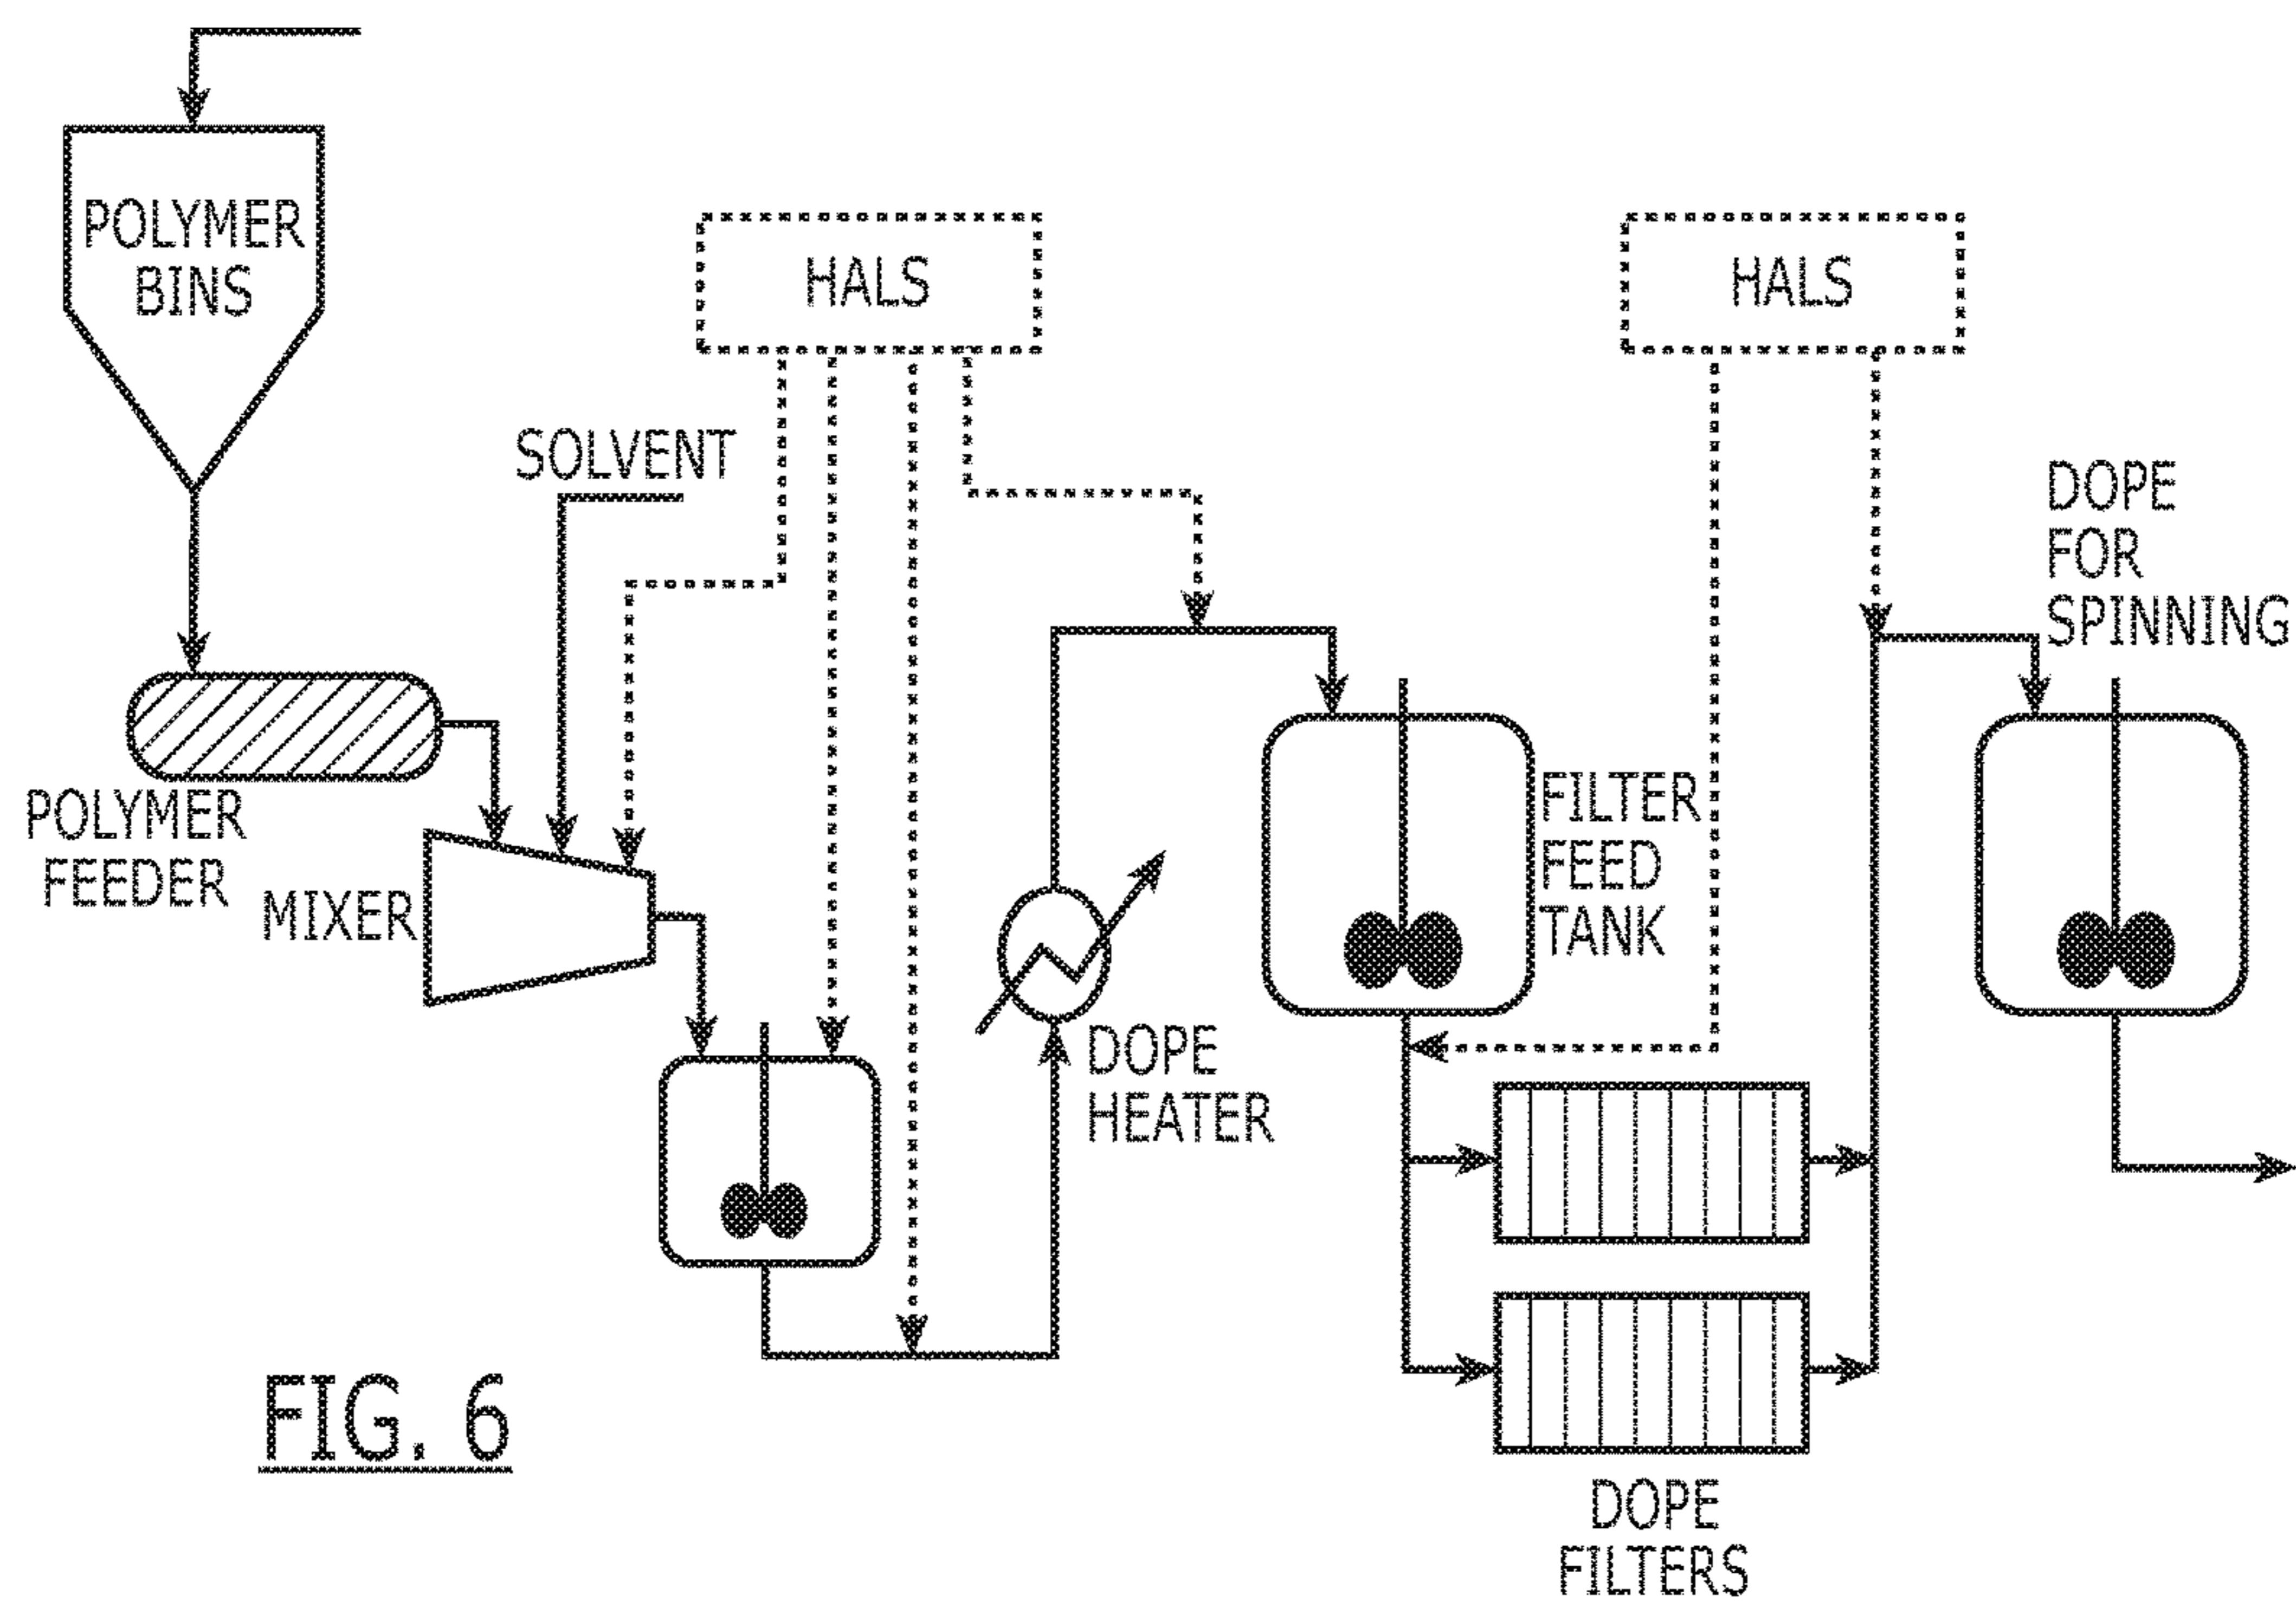 POLYMER
BINS
HALS
HALS
SOLVENT
DOPE
FOR
SPINNING
POLYMER
FEEDER
MIXER
FILTER
FEED
TANK
DOPE
HEATER
DOPE
FILTERS
FIG. 6